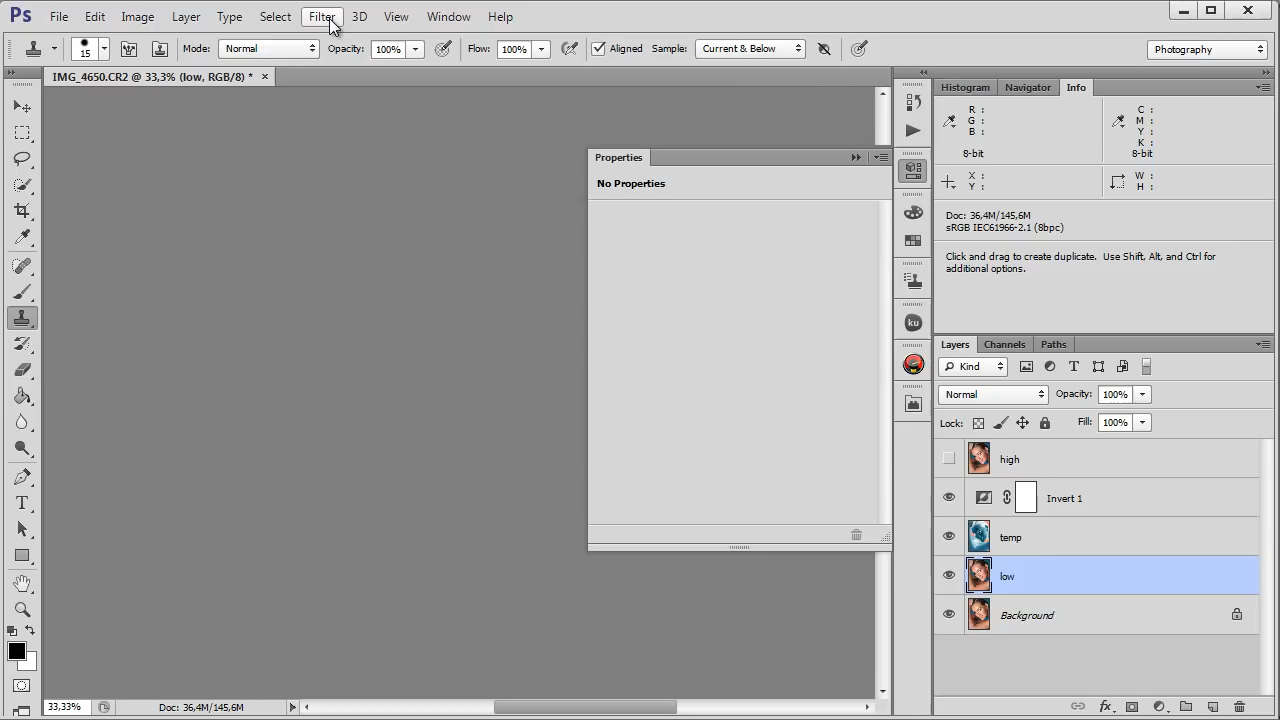 Ps File Edit Image Layer Type Select Filter 3D View Window Help
15 Mode: Normal Opacity: 100% Flow: 100% Aligned Sample: Current & Below Photography
IMG_4650.CR2 @ 33,3% (low, RGB/8) * ×
Histogram Navigator Info
R : C :
G : M :
B : Y :
K :
8-bit 8-bit
X : W :
Y : H :
Doc: 36,4M/145,6M
sRGB IEC61966-2.1 (8bpc)
Click and drag to create duplicate. Use Shift, Alt, and Ctrl for
additional options.
Properties
No Properties
ku
Layers Channels Paths
Kind
Normal Opacity: 100%
Lock: Fill: 100%
high
Invert 1
temp
low
Background
33,33% Doc: 36,4M/145,6M